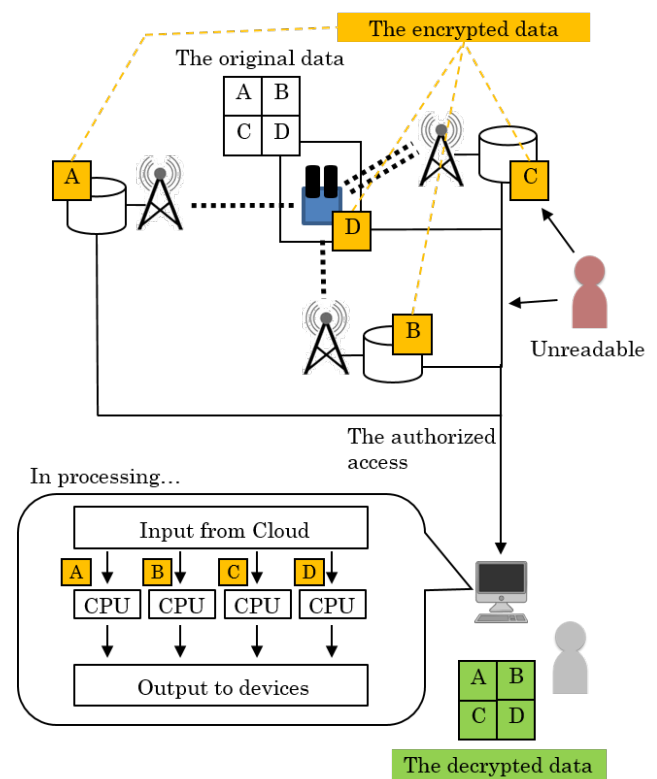 The encrypted data
The original data
A B
C D
A
C
D
B
Unreadable
The authorized
access
In processing…
Input from Cloud
A B C D
CPU CPU CPU CPU
Output to devices
A B
C D
The decrypted data